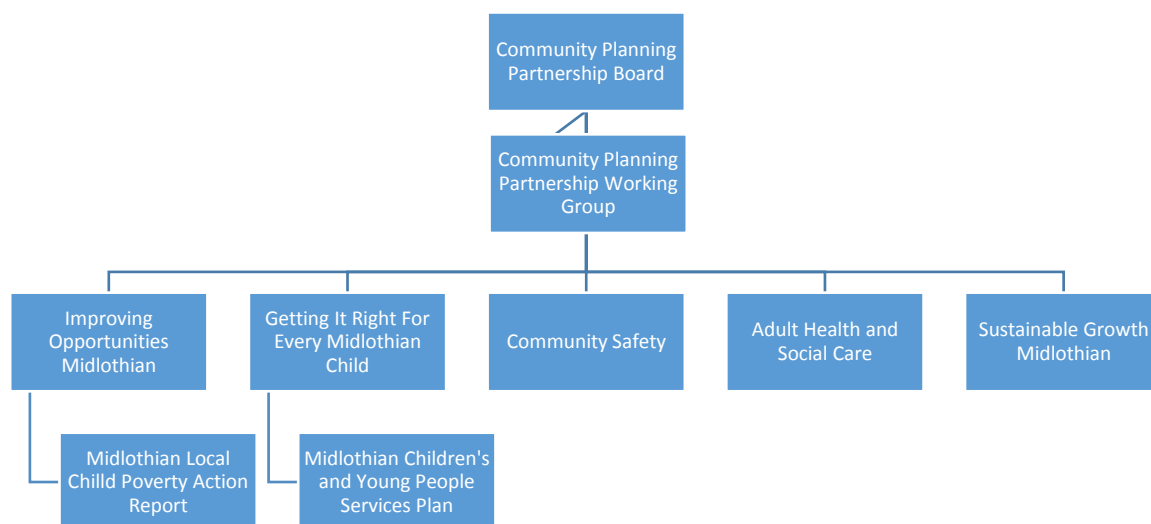 Community Planning
Partnership Board
Community Planning
Partnership Working
Group
Improving
Opportunities
Midlothian
Getting It Right For
Every Midlothian
Child
Community Safety
Adult Health and
Social Care
Sustainable Growth
Midlothian
Midlothian Local
Chilld Poverty Action
Report
Midlothian Children's
and Young People
Services Plan